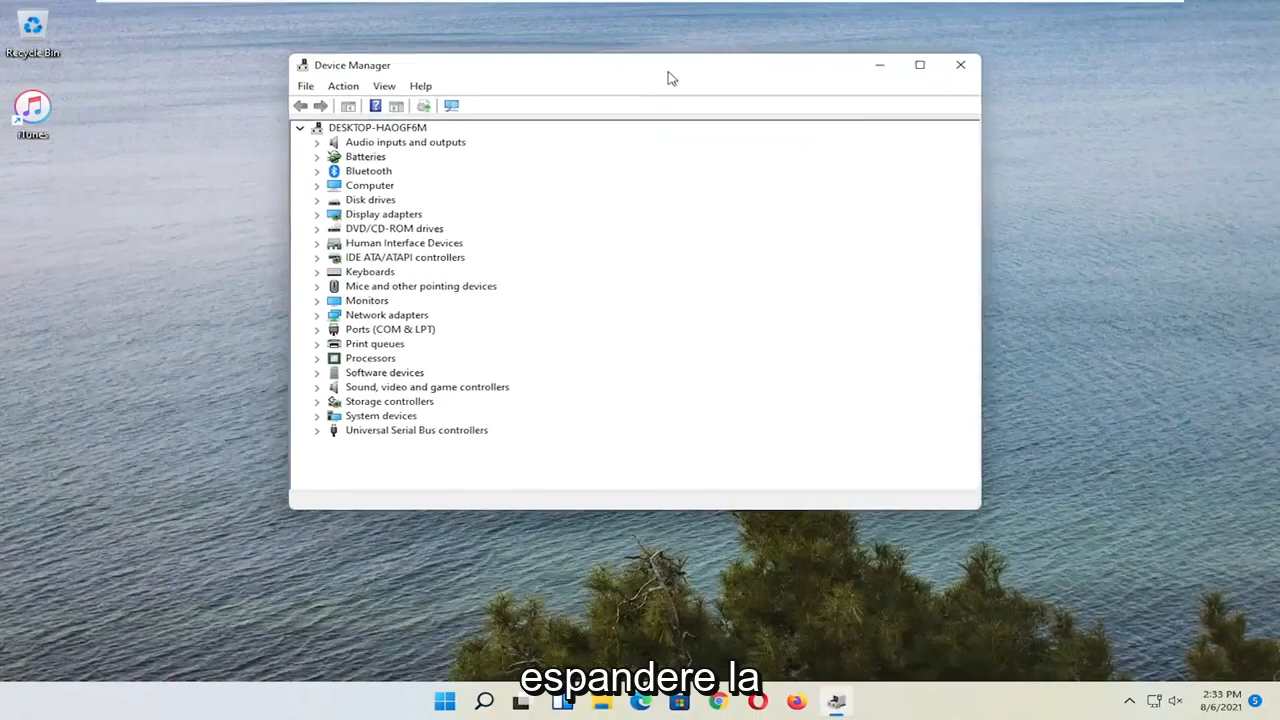 Recycle Bin
iTunes
Device Manager
File Action View Help
DESKTOP-HAOGF6M
Audio inputs and outputs
Batteries
Bluetooth
Computer
Disk drives
Display adapters
DVD/CD-ROM drives
Human Interface Devices
IDE ATA/ATAPI controllers
Keyboards
Mice and other pointing devices
Monitors
Network adapters
Ports (COM & LPT)
Print queues
Processors
Software devices
Sound, video and game controllers
Storage controllers
System devices
Universal Serial Bus controllers
espandere la
2:33 PM
8/6/2021
5